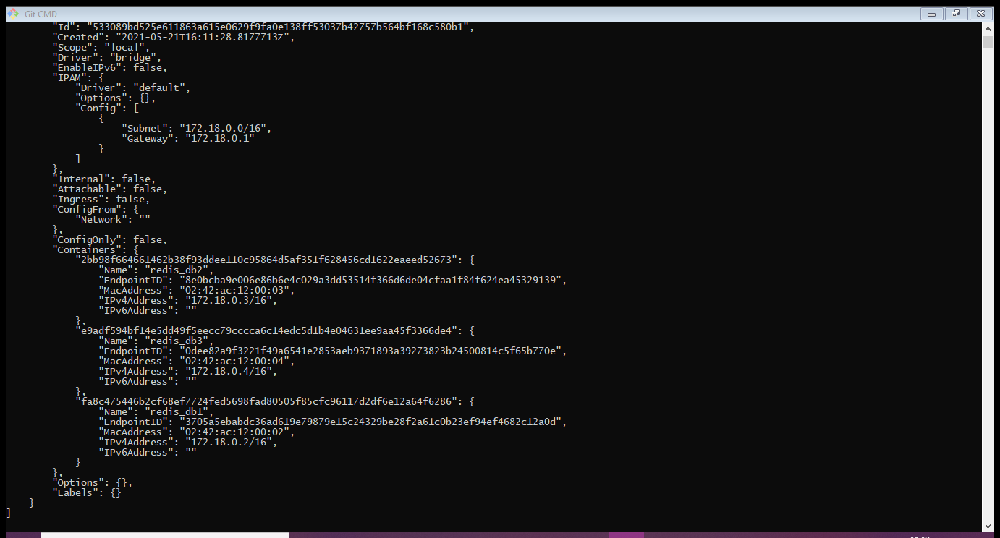 Git CMD
"Id": "533089bd525e611863a615e0629f9fa0e138ff53037b42757b564bf168c580b1",
"Created": "2021-05-21T16:11:28.8177713Z",
"Scope": "local",
"Driver": "bridge",
"EnableIPv6": false,
"IPAM": {
"Driver": "default",
"Options": {},
"Config": [
{
"Subnet": "172.18.0.0/16",
"Gateway": "172.18.0.1"
}
]
},
"Internal": false,
"Attachable": false,
"Ingress": false,
"ConfigFrom": {
"Network": ""
},
"ConfigOnly": false,
"Containers": {
"2bb98f664661462b38f93ddee110c95864d5af351f628456cd1622eaeed52673": {
"Name": "redis_db2",
"EndpointID": "8e0bcba9e006e86b6e4c029a3dd53514f366d6de04cfaa1f84f624ea45329139",
"MacAddress": "02:42:ac:12:00:03",
"IPv4Address": "172.18.0.3/16",
"IPv6Address": ""
},
"e9adf594bf14e5dd49f5eecc79cccca6c14edc5d1b4e04631ee9aa45f3366de4": {
"Name": "redis_db3",
"EndpointID": "0dee82a9f3221f49a6541e2853aeb9371893a39273823b24500814c5f65b770e",
"MacAddress": "02:42:ac:12:00:04",
"IPv4Address": "172.18.0.4/16",
"IPv6Address": ""
},
"fa8c475446b2cf68ef7724fed5698fad80505f85cfc96117d2df6e12a64f6286": {
"Name": "redis_db1",
"EndpointID": "3705a5ebabdc36ad619e79879e15c24329be28f2a61c0b23ef94ef4682c12a0d",
"MacAddress": "02:42:ac:12:00:02",
"IPv4Address": "172.18.0.2/16",
"IPv6Address": ""
}
},
"Options": {},
"Labels": {}
}
]